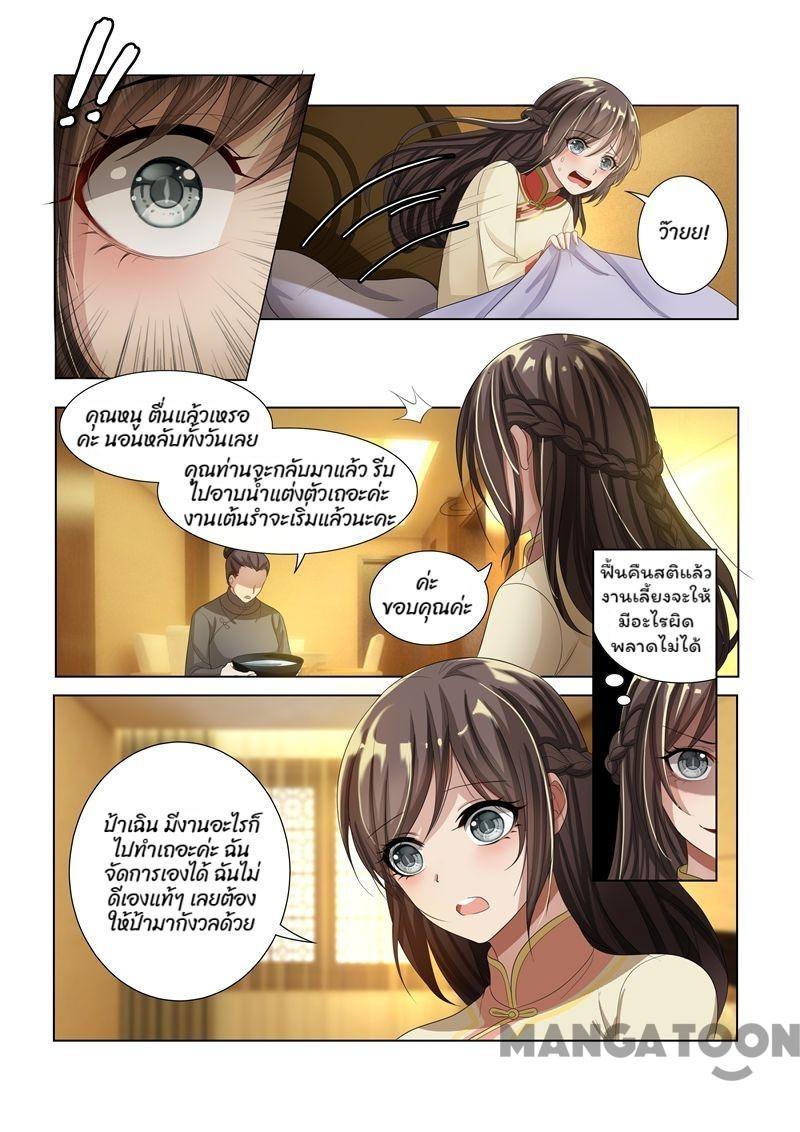 !!
ว๊ายย!
คุณหนู ตื่นแล้วเหรอ
คะ นอนหลับทั้งวันเลย
คุณท่านจะกลับมาแล้ว รีบ
ไปอาบน้ำแต่งตัวเถอะค่ะ
งานเต้นรำจะเริ่มแล้วนะคะ
ค่ะ
ขอบคุณค่ะ
ฟื้นคืนสติแล้ว
งานเลี้ยงจะให้
มีอะไรผิด
พลาดไม่ได้
ป้าเฉิน มีงานอะไรก็
ไปทำเถอะค่ะ ฉัน
จัดการเองได้ ฉันไม่
ดีเองแท้ๆ เลยต้อง
ให้ป้ามากังวลด้วย
MANGATOON